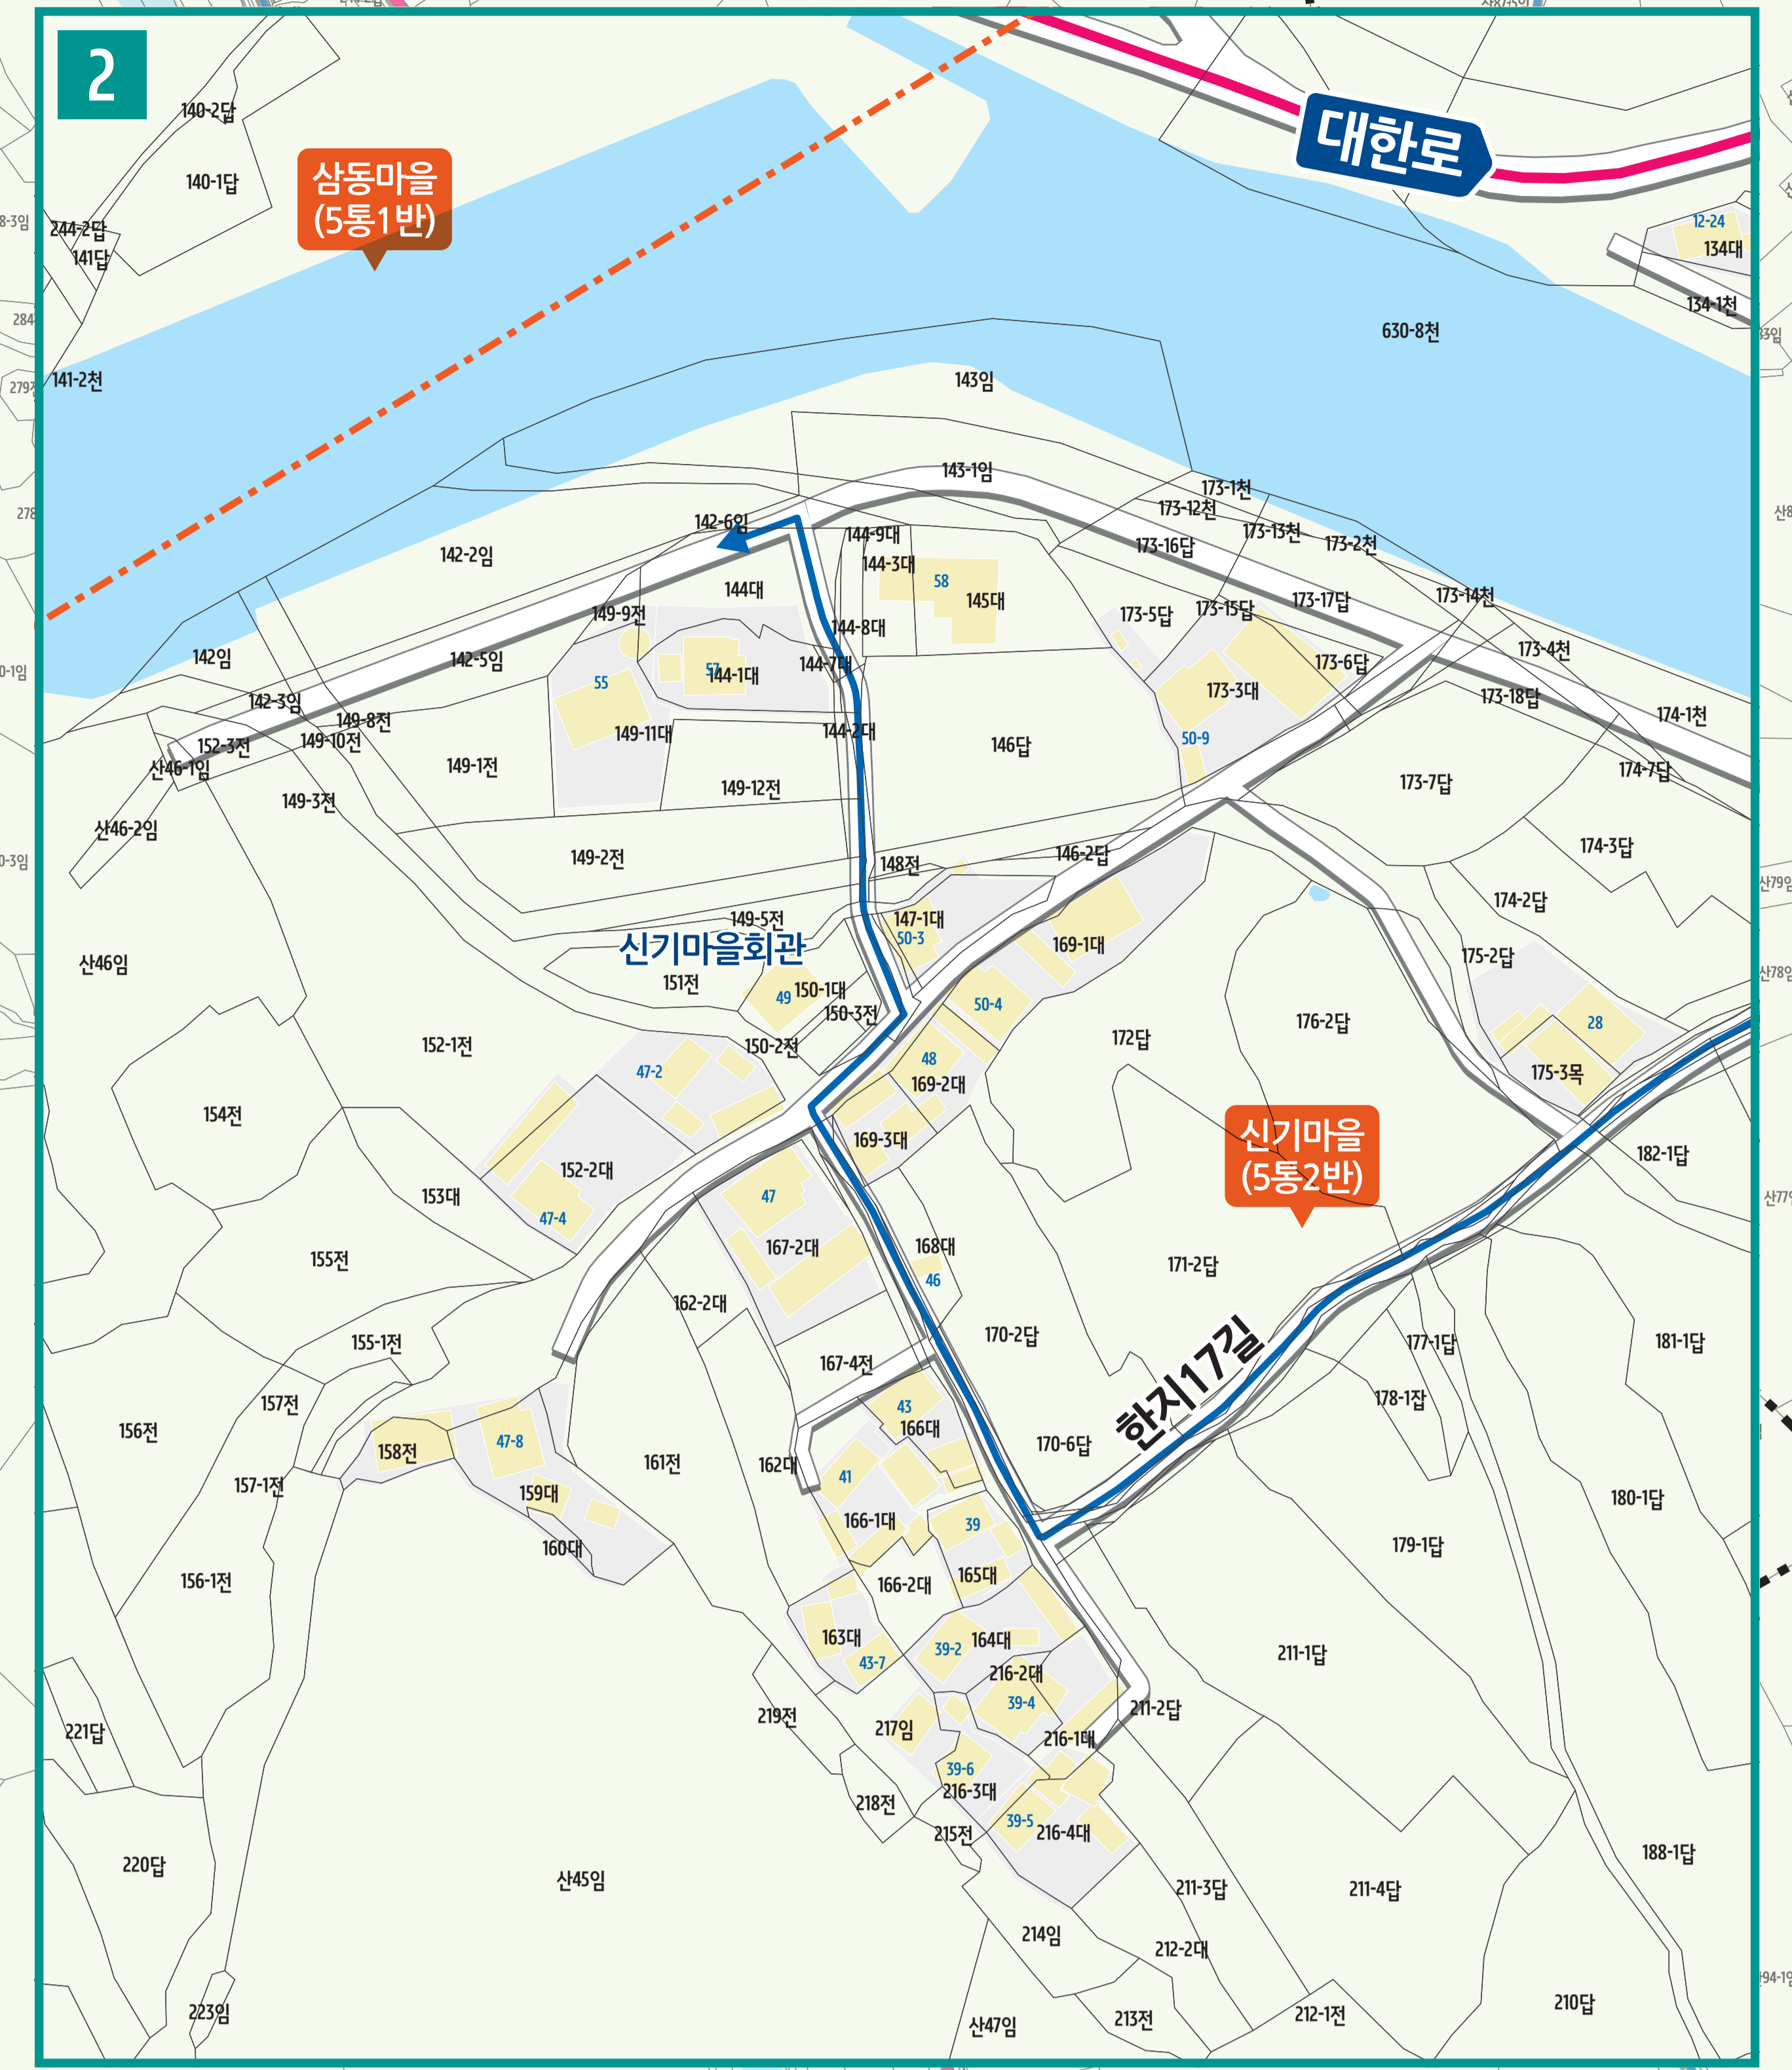 2
140-2답
140-1답
244-2답
141답
삼동마을
(5통1반)
대한로
12-24
134대
134-1천
630-8천
141-2천
143임
143-1임
173-1천
173-12천
173-13천
173-2천
173-16답
142-6임
144-9대
144-3대
142-2임
144대
58
145대
173-14천
173-17답
173-15답
173-5답
149-9전
144-8대
173-4천
142임
142-5임
144-7대
57
144-1대
55
173-6답
173-3대
173-18답
142-3임
149-8전
149-10전
152-3전
산46-1임
149-11대
144-2대
146답
50-9
174-1천
149-1전
149-12전
173-7답
174-7답
149-3전
산46-2임
149-2전
148전
146-2답
174-3답
149-5전
신기마을회관
147-1대
50-3
169-1대
174-2답
175-2답
산46임
151전
49
150-1대
150-3전
50-4
28
176-2답
152-1전
150-2전
172답
47-2
48
169-2대
175-3목
154전
169-3대
신기마을
(5통2반)
182-1답
152-2대
153대
47-4
47
167-2대
168대
46
171-2답
155전
162-2대
155-1전
170-2답
177-1답
181-1답
167-4전
한지17길
178-1잡
157전
156전
43
166대
158전
47-8
170-6답
161전
162대
41
157-1전
159대
180-1답
166-1대
39
160대
179-1답
156-1전
165대
166-2대
163대
43-7
39-2
164대
211-1답
216-2대
39-4
211-2답
221답
219전
217임
216-1대
39-6
216-3대
218전
39-5
216-4대
215전
220답
산45임
188-1답
211-3답
211-4답
214임
212-2대
223임
산47임
213전
212-1전
210답
8-3임
284
278
0-1임
0-3임
산79임
산78임